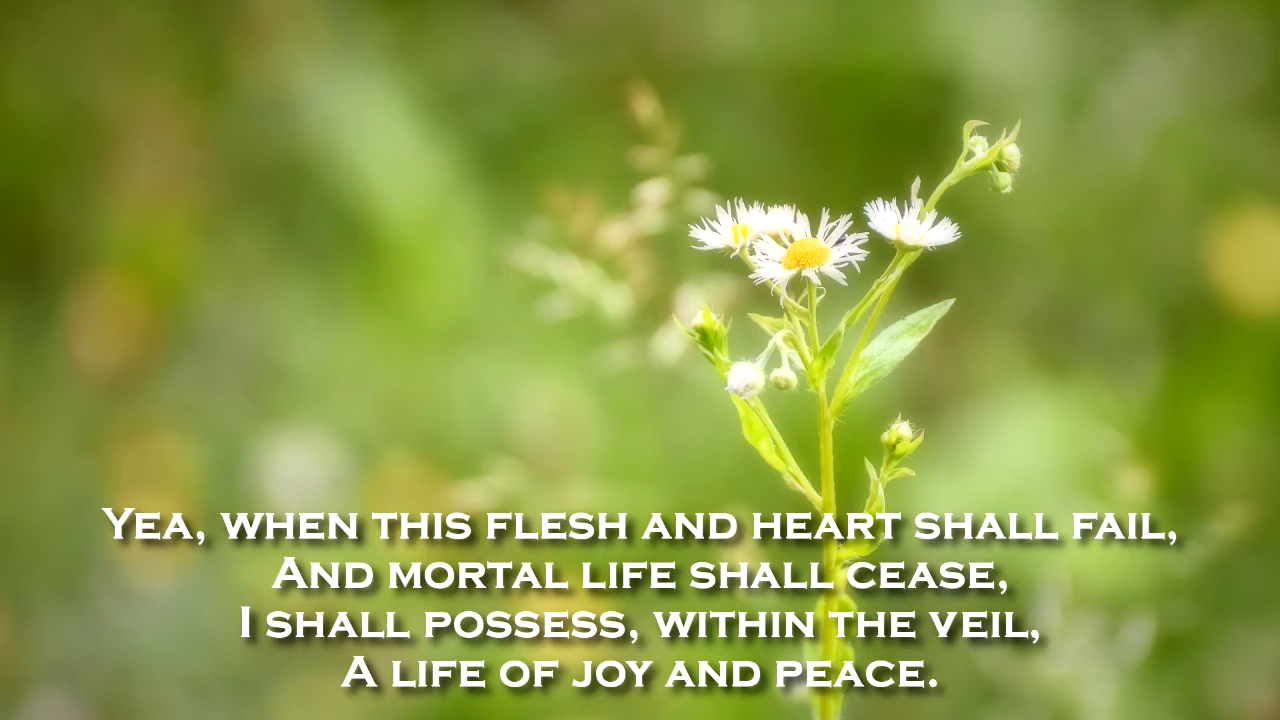 Yea, when this flesh and heart shall fail,
And mortal life shall cease,
I shall possess, within the veil,
A life of joy and peace.